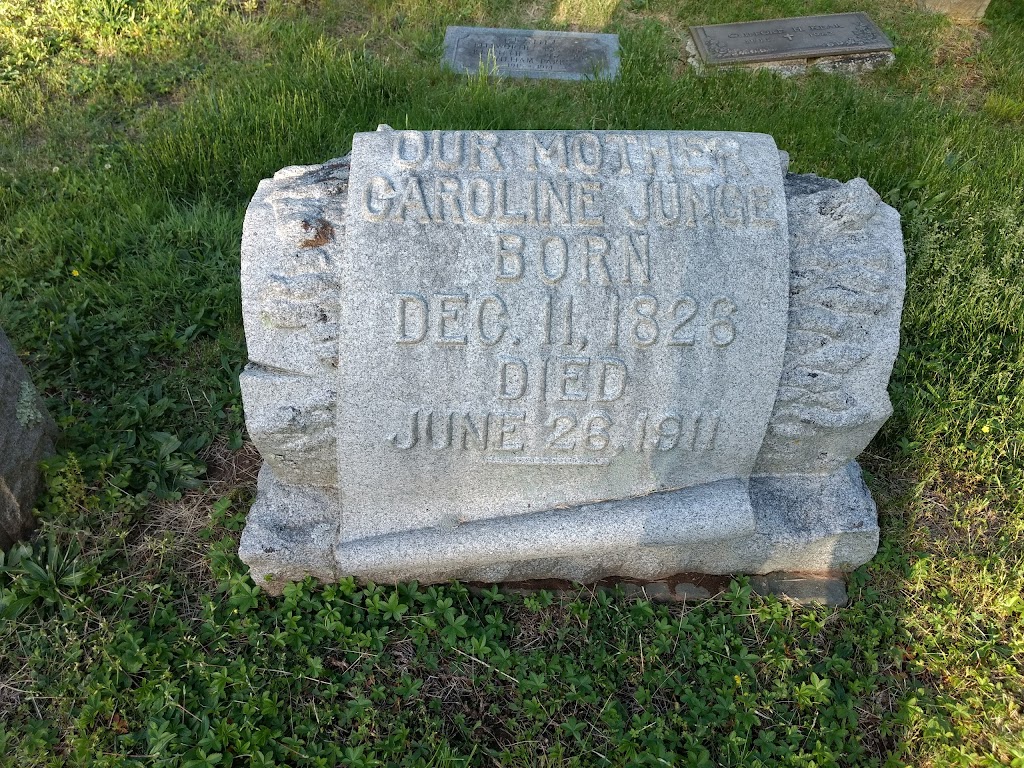 OUR MOTHER
CAROLINE JUNGE
BORN
DEC. 11, 1828
DIED
JUNE 26, 1911